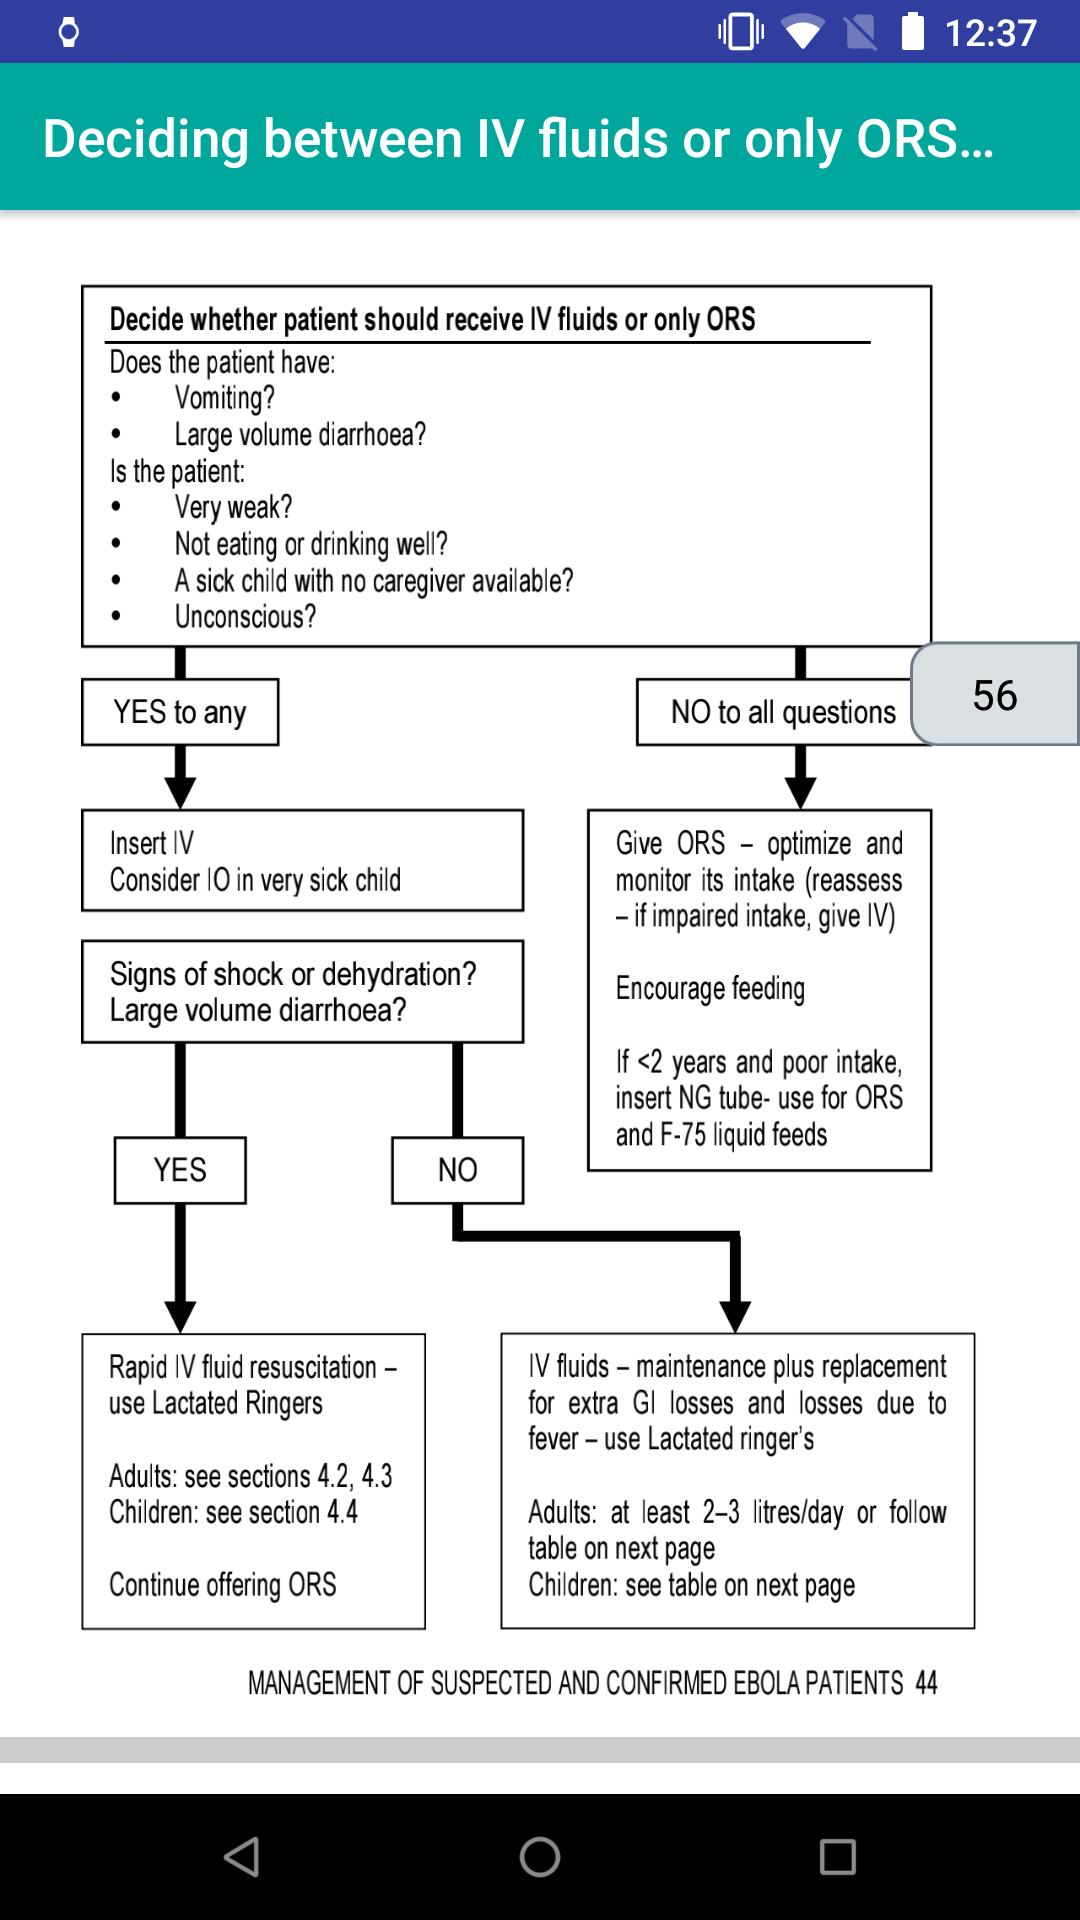 12:37
Deciding between IV fluids or only ORS...
Decide whether patient should receive IV fluids or only ORS
Does the patient have:
• Vomiting?
• Large volume diarrhoea?
Is the patient:
• Very weak?
• Not eating or drinking well?
• A sick child with no caregiver available?
• Unconscious?
56
YES to any
NO to all questions
Insert IV
Consider IO in very sick child
Give ORS – optimize and
monitor its intake (reassess
– if impaired intake, give IV)
Encourage feeding
If <2 years and poor intake,
insert NG tube- use for ORS
and F-75 liquid feeds
Signs of shock or dehydration?
Large volume diarrhoea?
YES
NO
Rapid IV fluid resuscitation –
use Lactated Ringers
Adults: see sections 4.2, 4.3
Children: see section 4.4
Continue offering ORS
IV fluids – maintenance plus replacement
for extra GI losses and losses due to
fever – use Lactated ringer’s
Adults: at least 2–3 litres/day or follow
table on next page
Children: see table on next page
MANAGEMENT OF SUSPECTED AND CONFIRMED EBOLA PATIENTS 44